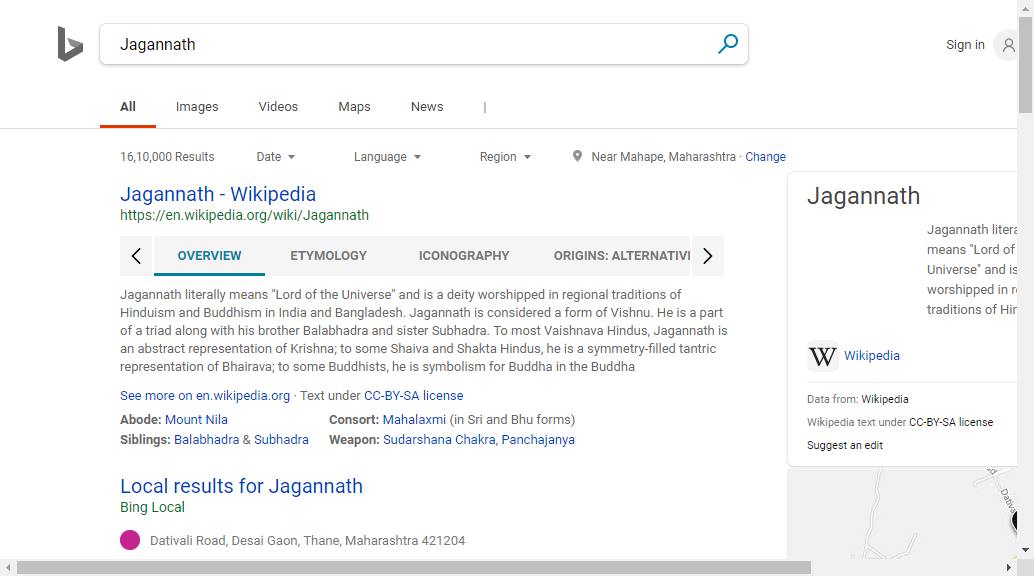 Jagannath
Sign in
All Images Videos Maps News
16,10,000 Results Date Language Region Near Mahape, Maharashtra · Change
Jagannath - Wikipedia
https://en.wikipedia.org/wiki/Jagannath
OVERVIEW ETYMOLOGY ICONOGRAPHY ORIGINS: ALTERNATIVI
Jagannath literally means "Lord of the Universe" and is a deity worshipped in regional traditions of
Hinduism and Buddhism in India and Bangladesh. Jagannath is considered a form of Vishnu. He is a part
of a triad along with his brother Balabhadra and sister Subhadra. To most Vaishnava Hindus, Jagannath is
an abstract representation of Krishna; to some Shaiva and Shakta Hindus, he is a symmetry-filled tantric
representation of Bhairava; to some Buddhists, he is symbolism for Buddha in the Buddha
See more on en.wikipedia.org · Text under CC-BY-SA license
Abode: Mount Nila Consort: Mahalaxmi (in Sri and Bhu forms)
Siblings: Balabhadra & Subhadra Weapon: Sudarshana Chakra, Panchajanya
Local results for Jagannath
Bing Local
Dativali Road, Desai Gaon, Thane, Maharashtra 421204
Jagannath
Jagannath litera
means "Lord of
Universe" and is
worshipped in re
traditions of Hin
W Wikipedia
Data from: Wikipedia
Wikipedia text under CC-BY-SA license
Suggest an edit